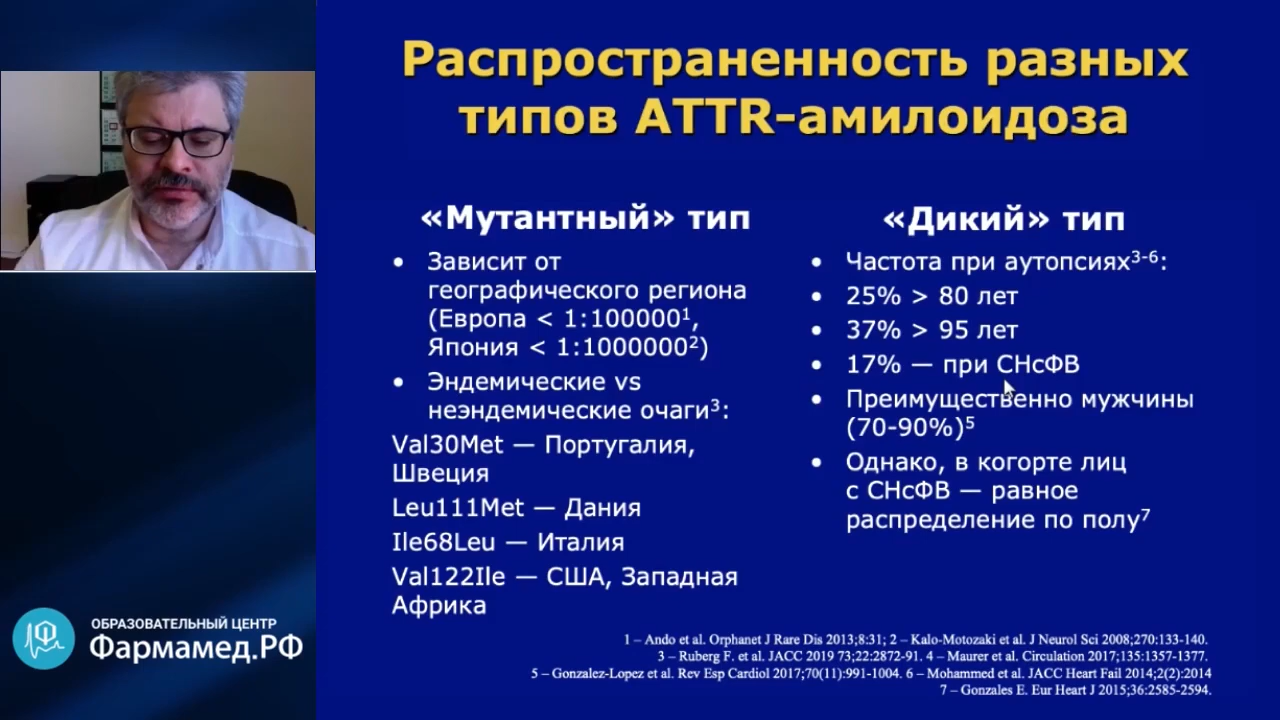 Распространенность разных
типов ATTR-амилоидоза
«Мутантный» тип
• Зависит от
географического региона
(Европа < 1:100000¹,
Япония < 1:1000000²)
• Эндемические vs
неэндемические очаги³:
Val30Met — Португалия,
Швеция
Leu111Met — Дания
Ile68Leu — Италия
Val122Ile — США, Западная
Африка
«Дикий» тип
• Частота при аутопсиях³⁻⁶:
• 25% > 80 лет
• 37% > 95 лет
• 17% — при СНсФВ
• Преимущественно мужчины
(70-90%)⁵
• Однако, в когорте лиц
с СНсФВ — равное
распределение по полу⁷
1 – Ando et al. Orphanet J Rare Dis 2013;8:31; 2 – Kalo-Motozaki et al. J Neurol Sci 2008;270:133-140.
3 – Ruberg F. et al. JACC 2019 73;22:2872-91. 4 – Maurer et al. Circulation 2017;135:1357-1377.
5 – Gonzalez-Lopez et al. Rev Esp Cardiol 2017;70(11):991-1004. 6 – Mohammed et al. JACC Heart Fail 2014;2(2):2014
7 – Gonzales E. Eur Heart J 2015;36:2585-2594.
ОБРАЗОВАТЕЛЬНЫЙ ЦЕНТР
Фармамед.РФ